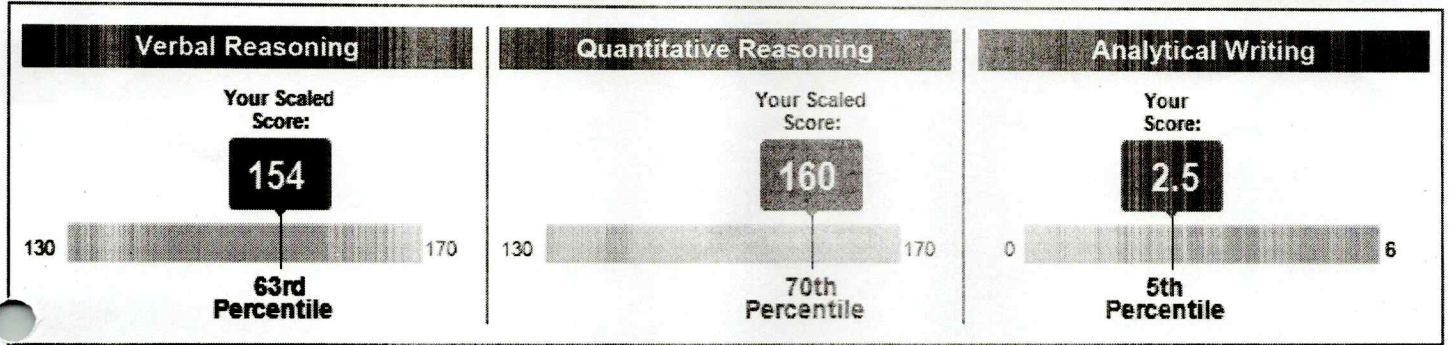 Verbal Reasoning
Your Scaled
Score:
154
130
170
63rd
Percentile
Quantitative Reasoning
Your Scaled
Score:
160
130
170
70th
Percentile
Analytical Writing
Your
Score:
2.5
0
6
5th
Percentile